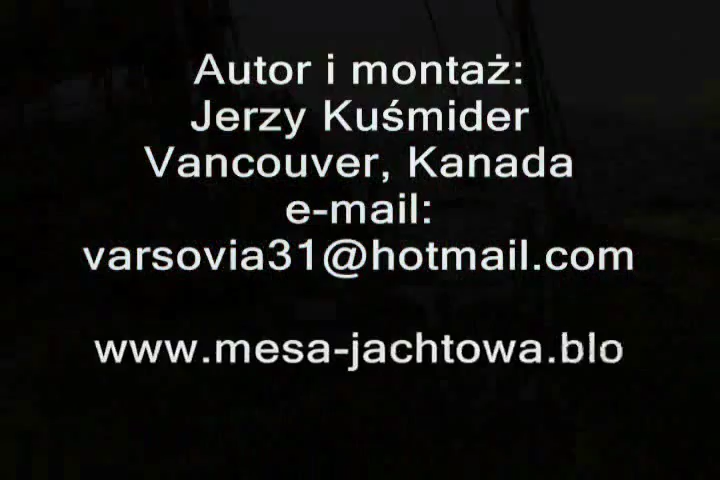 Autor i montaż:
Jerzy Kuśmider
Vancouver, Kanada
e-mail:
varsovia31@hotmail.com
www.mesa-jachtowa.blo